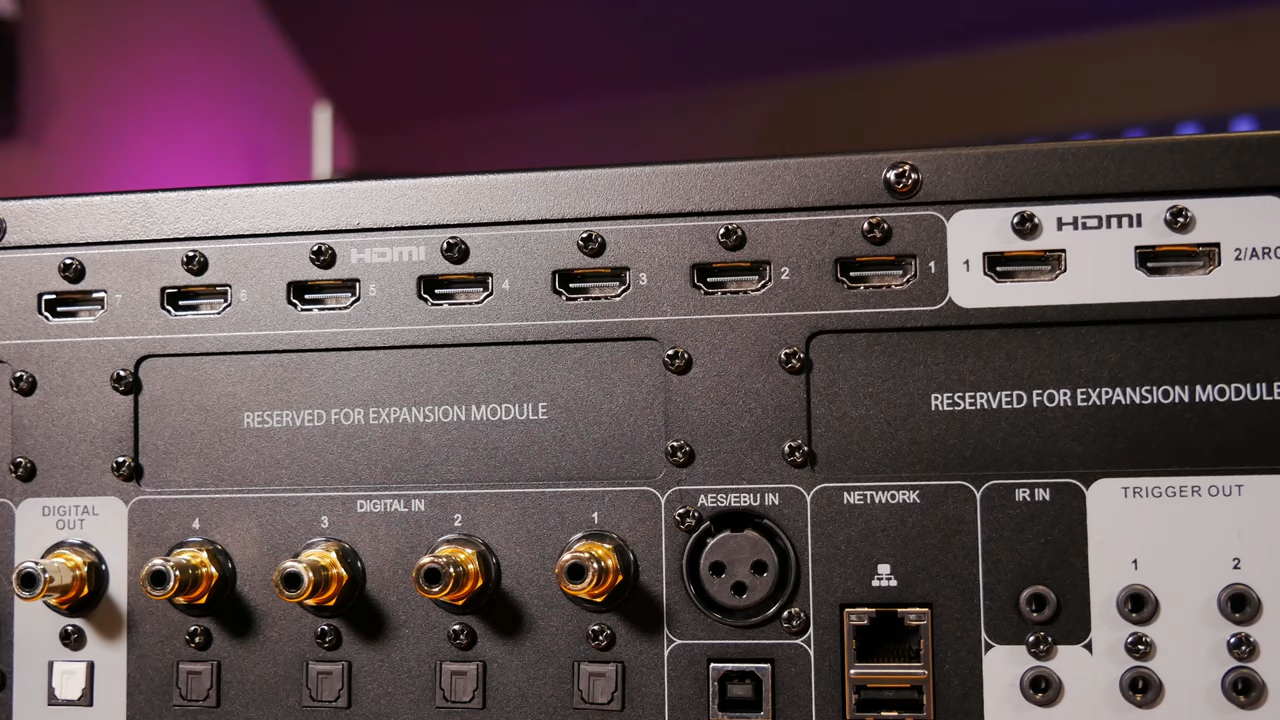 HDMI
7
6
5
4
3
2
1
HDMI
1
2/ARC
RESERVED FOR EXPANSION MODULE
RESERVED FOR EXPANSION MODULE
DIGITAL
OUT
DIGITAL IN
4
3
2
1
AES/EBU IN
NETWORK
IR IN
TRIGGER OUT
1
2